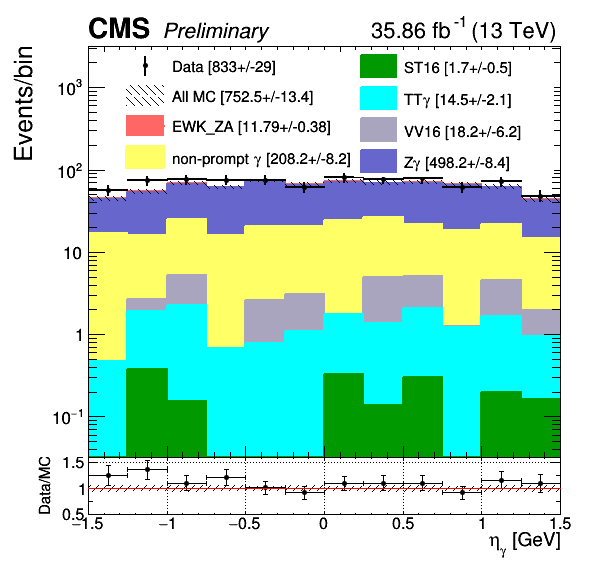 CMS Preliminary 35.86 fb⁻¹ (13 TeV)
Events/bin
Data [833+/-29]
All MC [752.5+/-13.4]
EWK_ZA [11.79+/-0.38]
non-prompt γ [208.2+/-8.2]
ST16 [1.7+/-0.5]
TTγ [14.5+/-2.1]
VV16 [18.2+/-6.2]
Zγ [498.2+/-8.4]
10³
10²
10
1
10⁻¹
Data/MC
1.5
1
0.5
−1.5 −1 −0.5 0 0.5 1 1.5
ηγ [GeV]